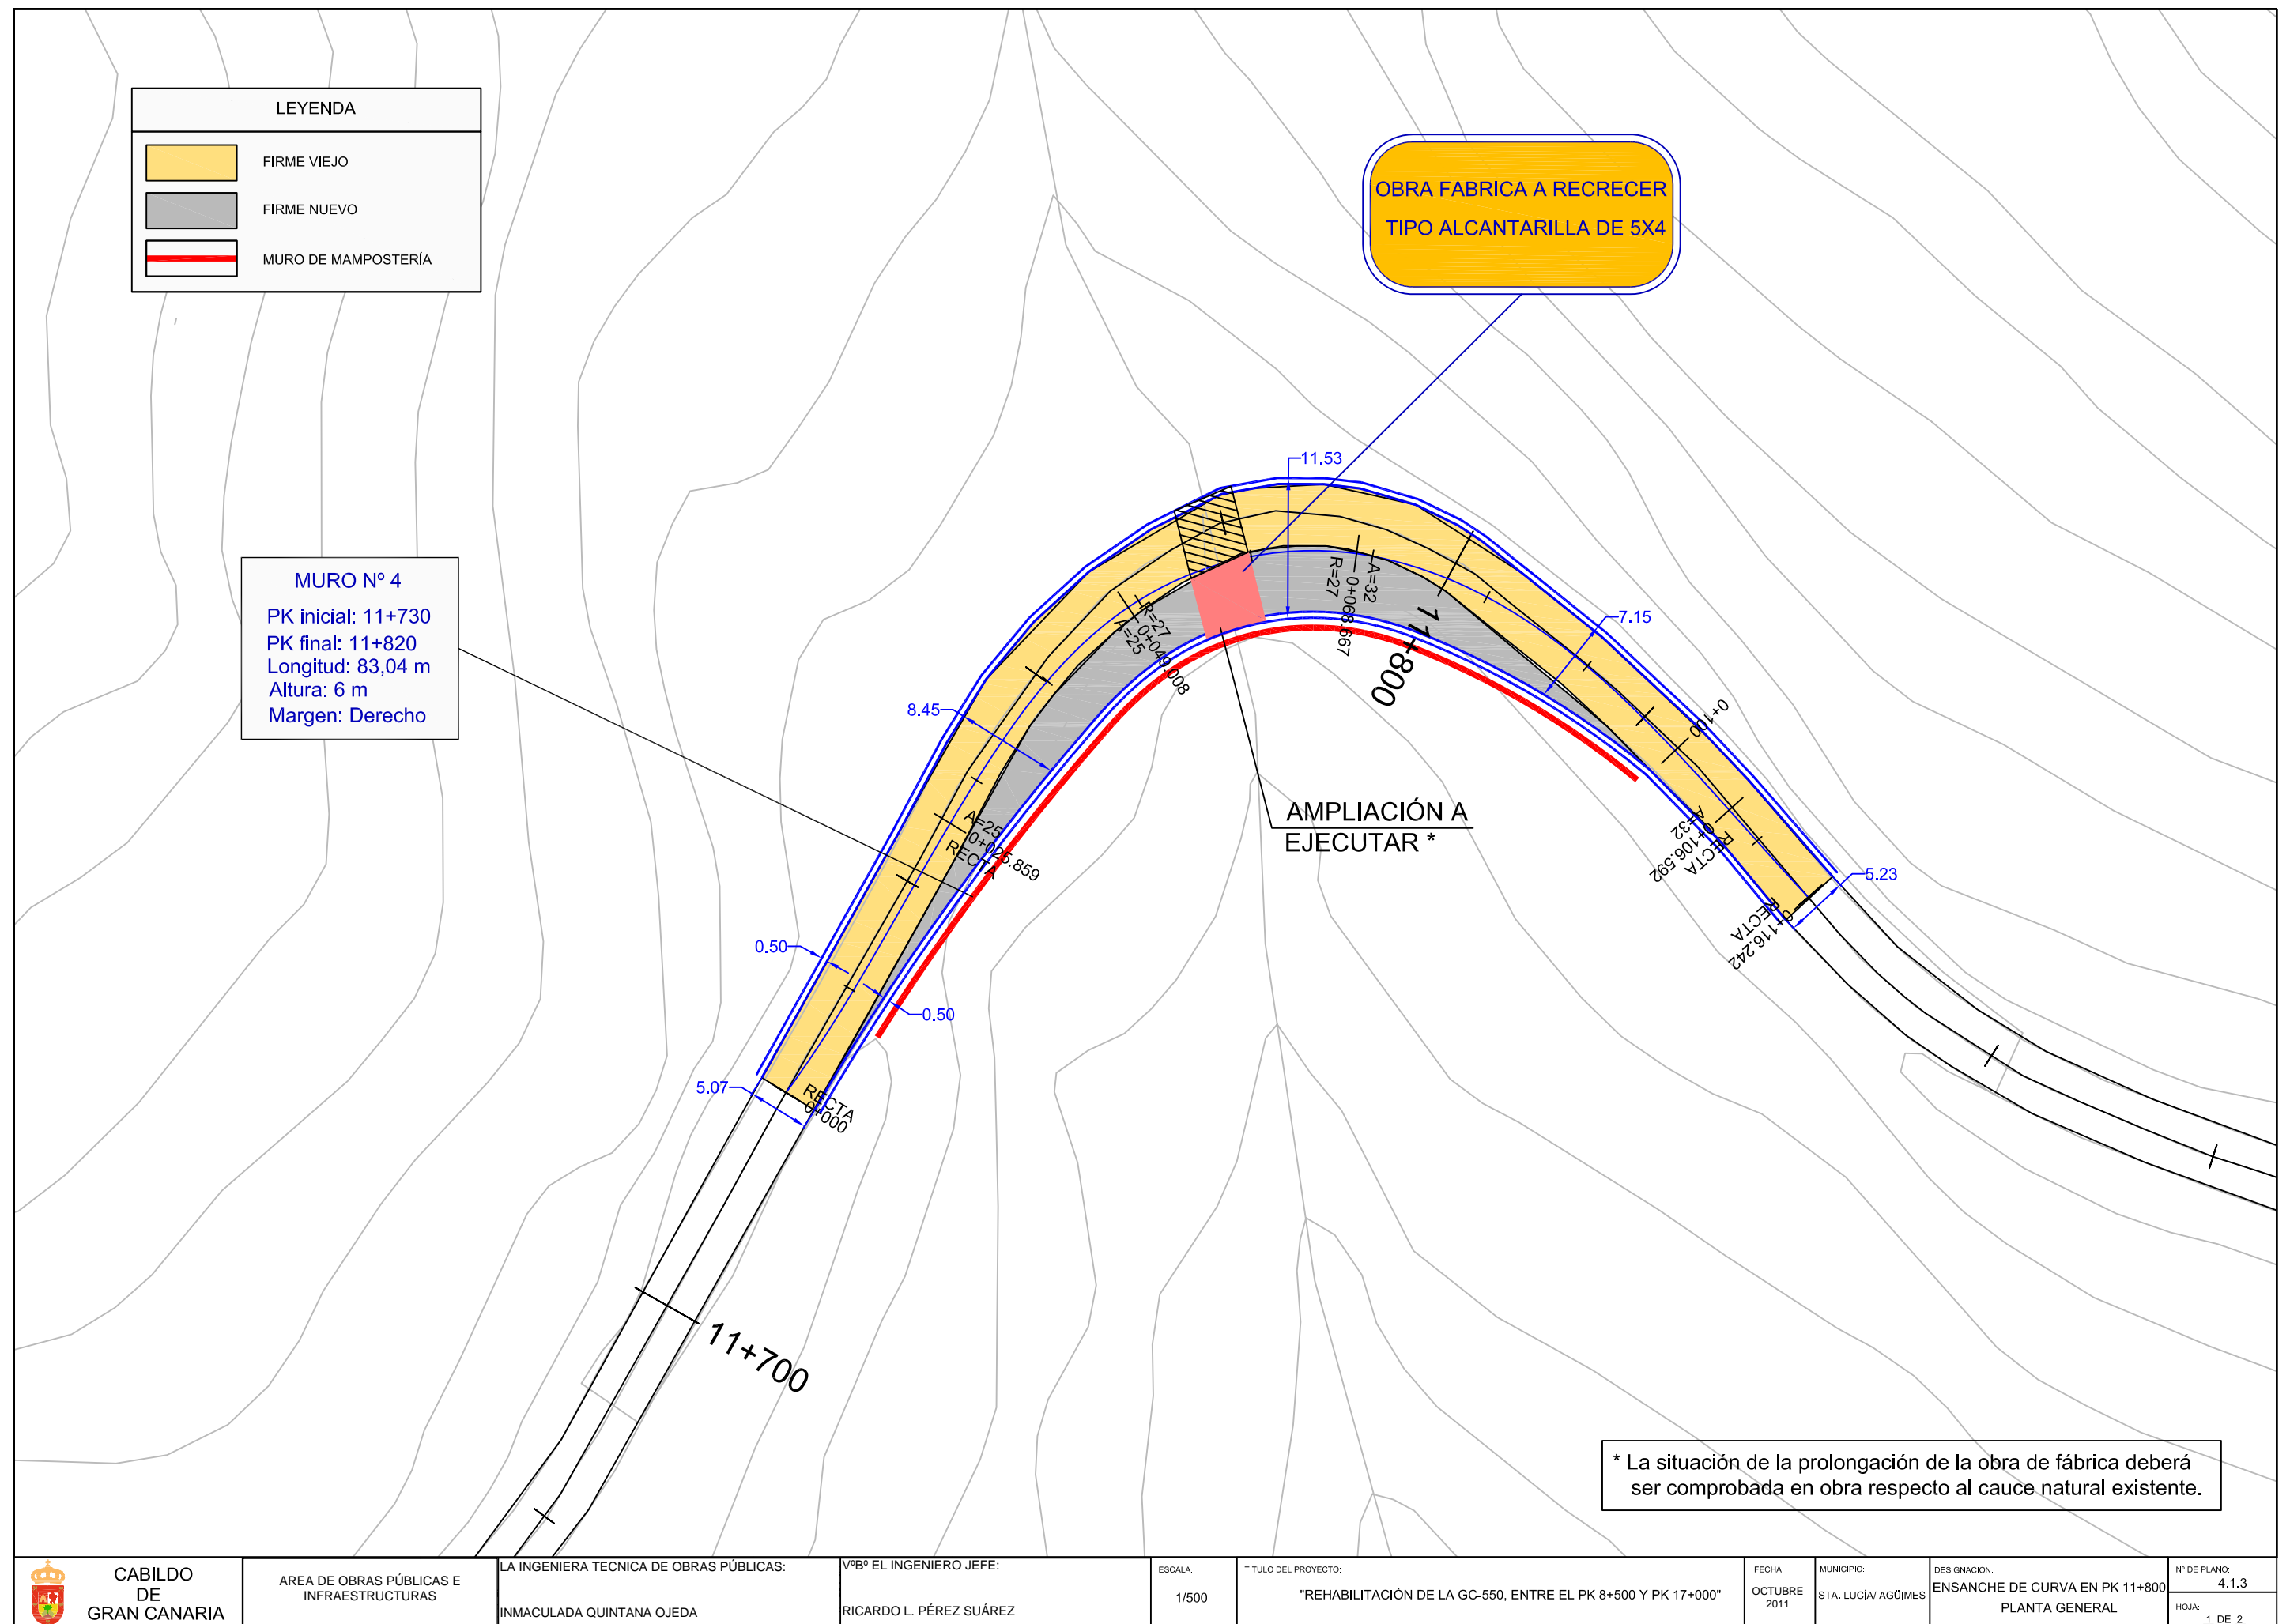 LEYENDA
FIRME VIEJO
FIRME NUEVO
MURO DE MAMPOSTERÍA
OBRA FABRICA A RECRECER
TIPO ALCANTARILLA DE 5X4
MURO Nº 4
PK inicial: 11+730
PK final: 11+820
Longitud: 83,04 m
Altura: 6 m
Margen: Derecho
11.53
7.15
8.45
5.23
0.50
0.50
5.07
R=27
0+049.008
A=25
A=32
0+068.667
R=27
11+800
0+100
A=25
0+025.859
RECTA
A=32
0+106.592
RECTA
RECTA
0+116.242
RECTA
RECTA
0+000
11+700
AMPLIACIÓN A
EJECUTAR *
* La situación de la prolongación de la obra de fábrica deberá
ser comprobada en obra respecto al cauce natural existente.
CABILDO
DE
GRAN CANARIA
AREA DE OBRAS PÚBLICAS E
INFRAESTRUCTURAS
LA INGENIERA TECNICA DE OBRAS PÚBLICAS:
INMACULADA QUINTANA OJEDA
VºBº EL INGENIERO JEFE:
RICARDO L. PÉREZ SUÁREZ
ESCALA:
1/500
TITULO DEL PROYECTO:
"REHABILITACIÓN DE LA GC-550, ENTRE EL PK 8+500 Y PK 17+000"
FECHA:
OCTUBRE
2011
MUNICIPIO:
STA. LUCÍA/ AGÜIMES
DESIGNACION:
ENSANCHE DE CURVA EN PK 11+800
PLANTA GENERAL
Nº DE PLANO:
4.1.3
HOJA:
1 DE 2